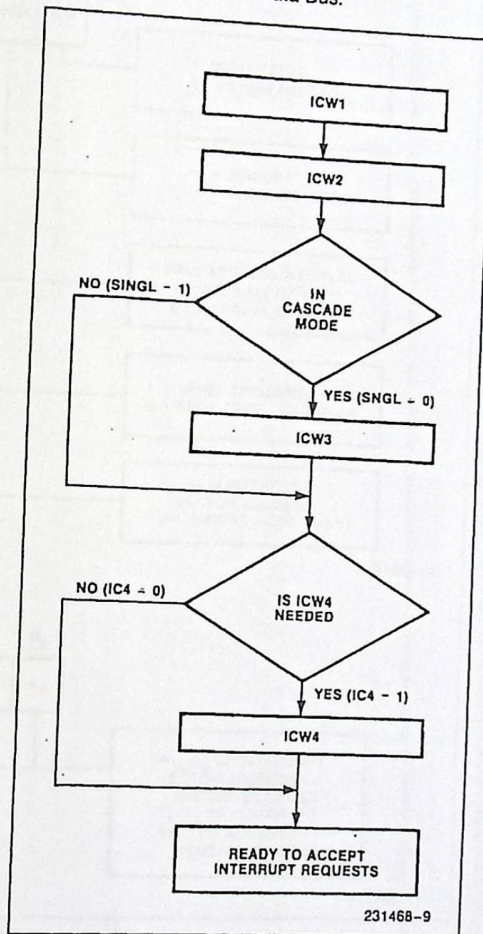 Bus.
ICW1
ICW2
IN
CASCADE
MODE
NO (SINGL - 1)
YES (SNGL - 0)
ICW3
IS ICW4
NEEDED
NO (IC4 - 0)
YES (IC4 - 1)
ICW4
READY TO ACCEPT
INTERRUPT REQUESTS
231468-9